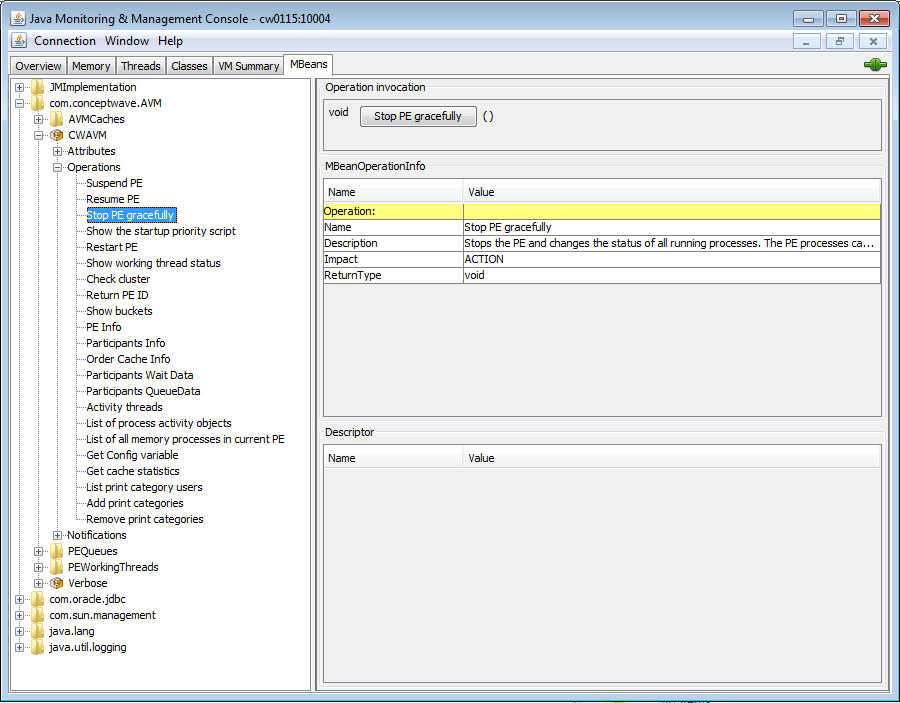 Java Monitoring & Management Console - cw0115:10004
Connection Window Help
Overview Memory Threads Classes VM Summary MBeans
JMImplementation
com.conceptwave.AVM
AVMCaches
CWAVM
Attributes
Operations
Suspend PE
Resume PE
Stop PE gracefully
Show the startup priority script
Restart PE
Show working thread status
Check cluster
Return PE ID
Show buckets
PE Info
Participants Info
Order Cache Info
Participants Wait Data
Participants QueueData
Activity threads
List of process activity objects
List of all memory processes in current PE
Get Config variable
Get cache statistics
List print category users
Add print categories
Remove print categories
Notifications
PEQueues
PEWorkingThreads
Verbose
com.oracle.jdbc
com.sun.management
java.lang
java.util.logging
Operation invocation
void Stop PE gracefully ()
MBeanOperationInfo
Name Value
Operation:
Name Stop PE gracefully
Description Stops the PE and changes the status of all running processes. The PE processes ca...
Impact ACTION
ReturnType void
Descriptor
Name Value